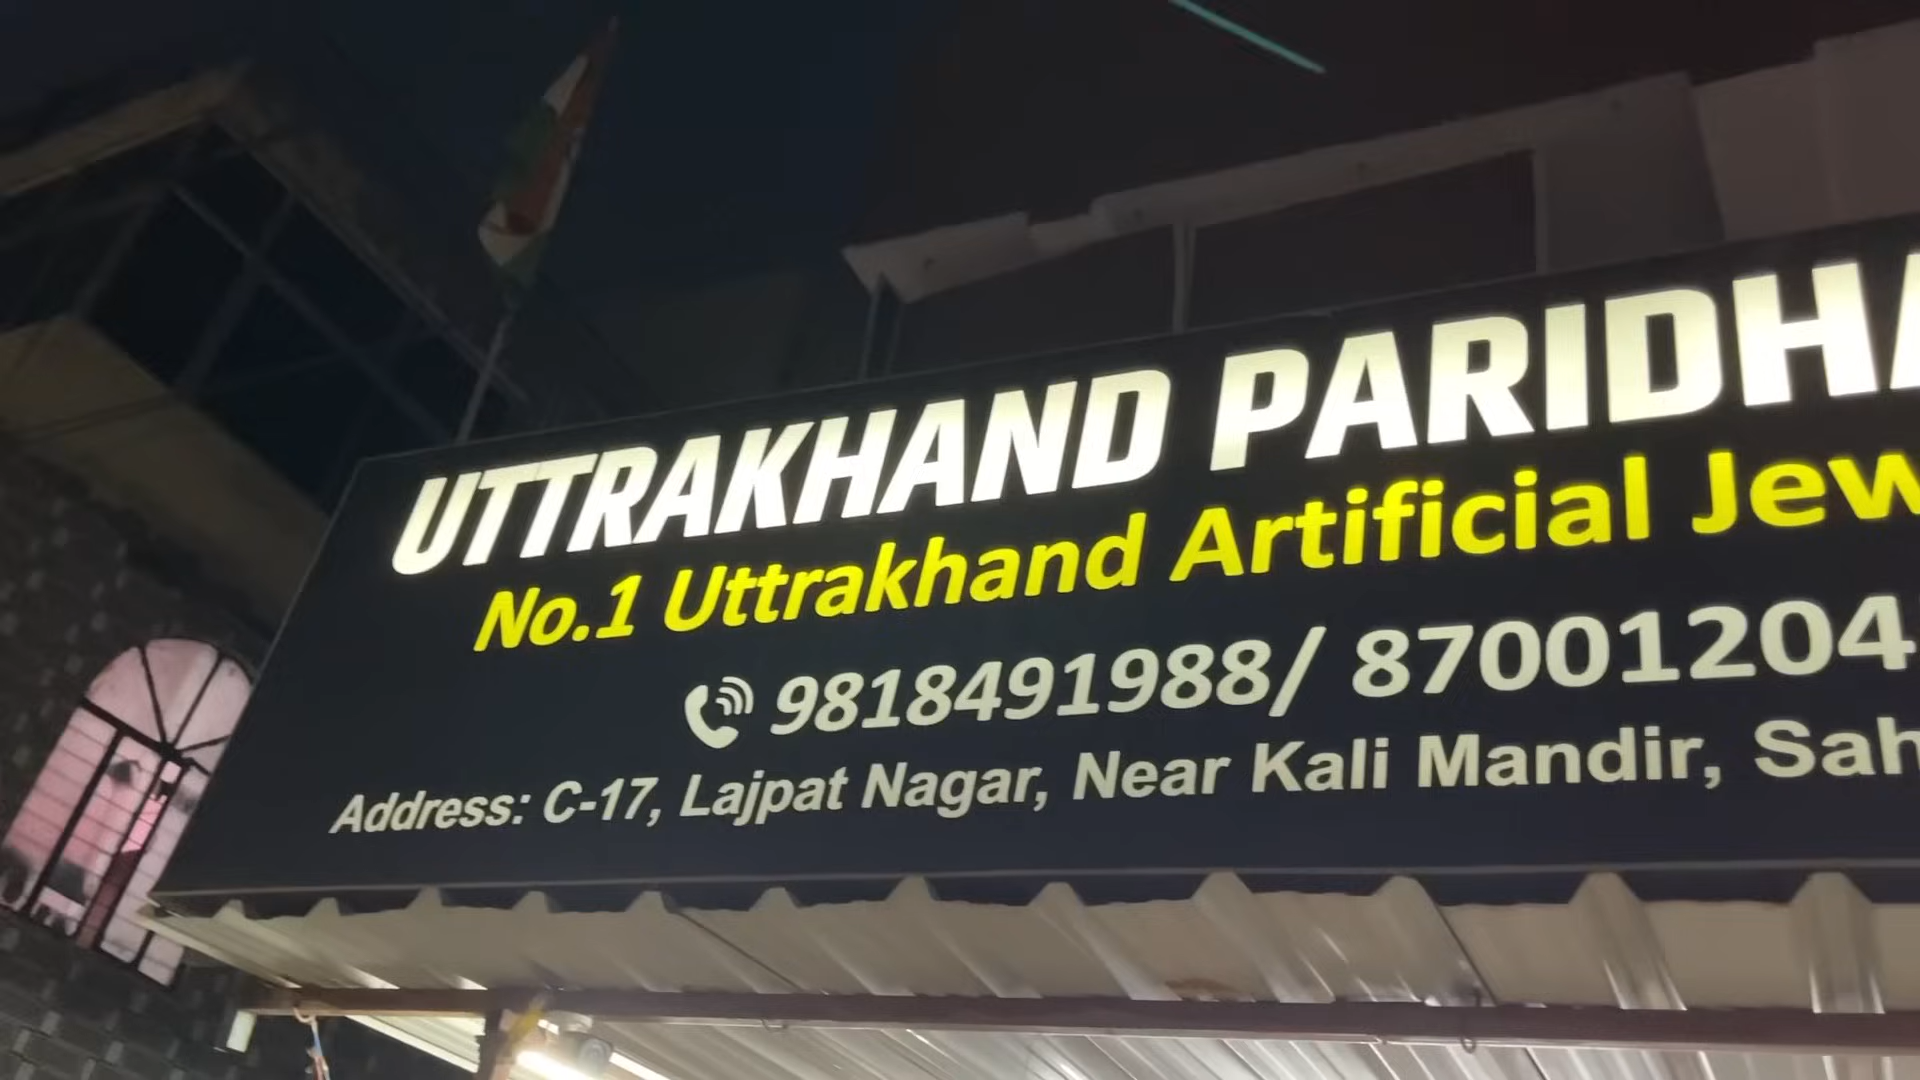 UTTRAKHAND PARIDHA
No.1 Uttrakhand Artificial Jew
9818491988/ 87001204
Address: C-17, Lajpat Nagar, Near Kali Mandir, Sah